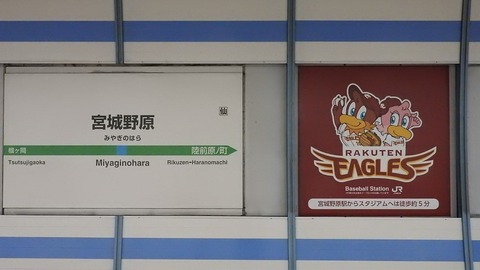 仙
宮城野原
みやぎのはら
榴ヶ岡
陸前原ノ町
Tsutsujigaoka
Miyaginohara
Rikuzen-Haranomachi
RAKUTEN
EAGLES
Baseball Station
JR
宮城野原駅からスタジアムへは徒歩約5分